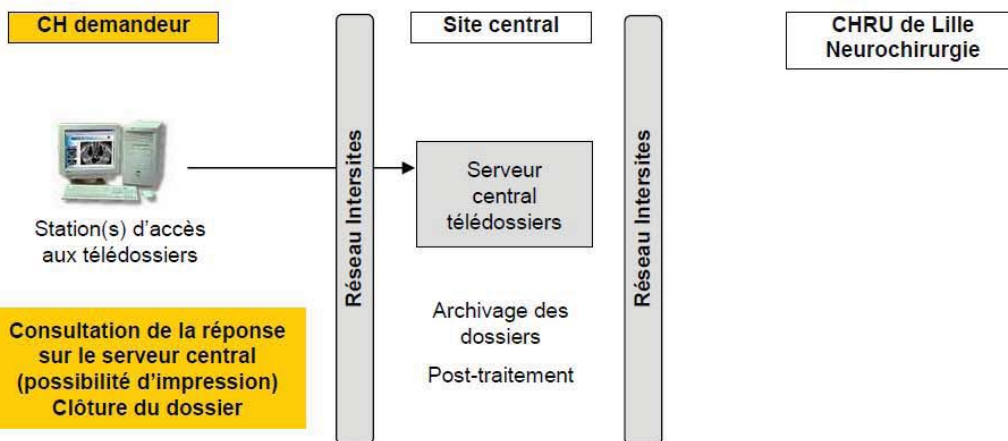 CH demandeur
Site central
CHRU de Lille
Neurochirurgie
Station(s) d'accès
aux télédossiers
Consultation de la réponse
sur le serveur central
(possibilité d'impression)
Clôture du dossier
Réseau Intersites
Serveur
central
télédossiers
Archivage des
dossiers
Post-traitement
Réseau Intersites